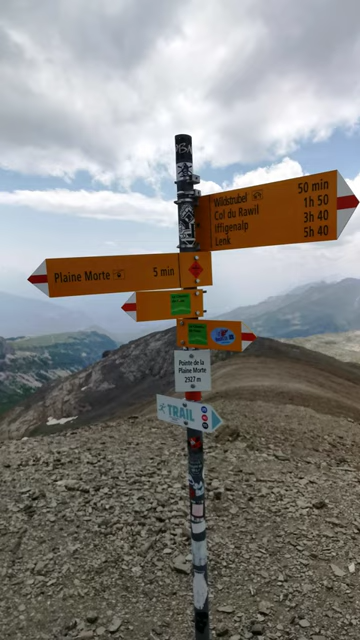 Wildstrubel 50 min
Col du Rawil 1h 50
Iffigenalp 3h 40
Lenk 5h 40
Plaine Morte 5 min
Pointe de la
Plaine Morte
2927 m
TRAIL